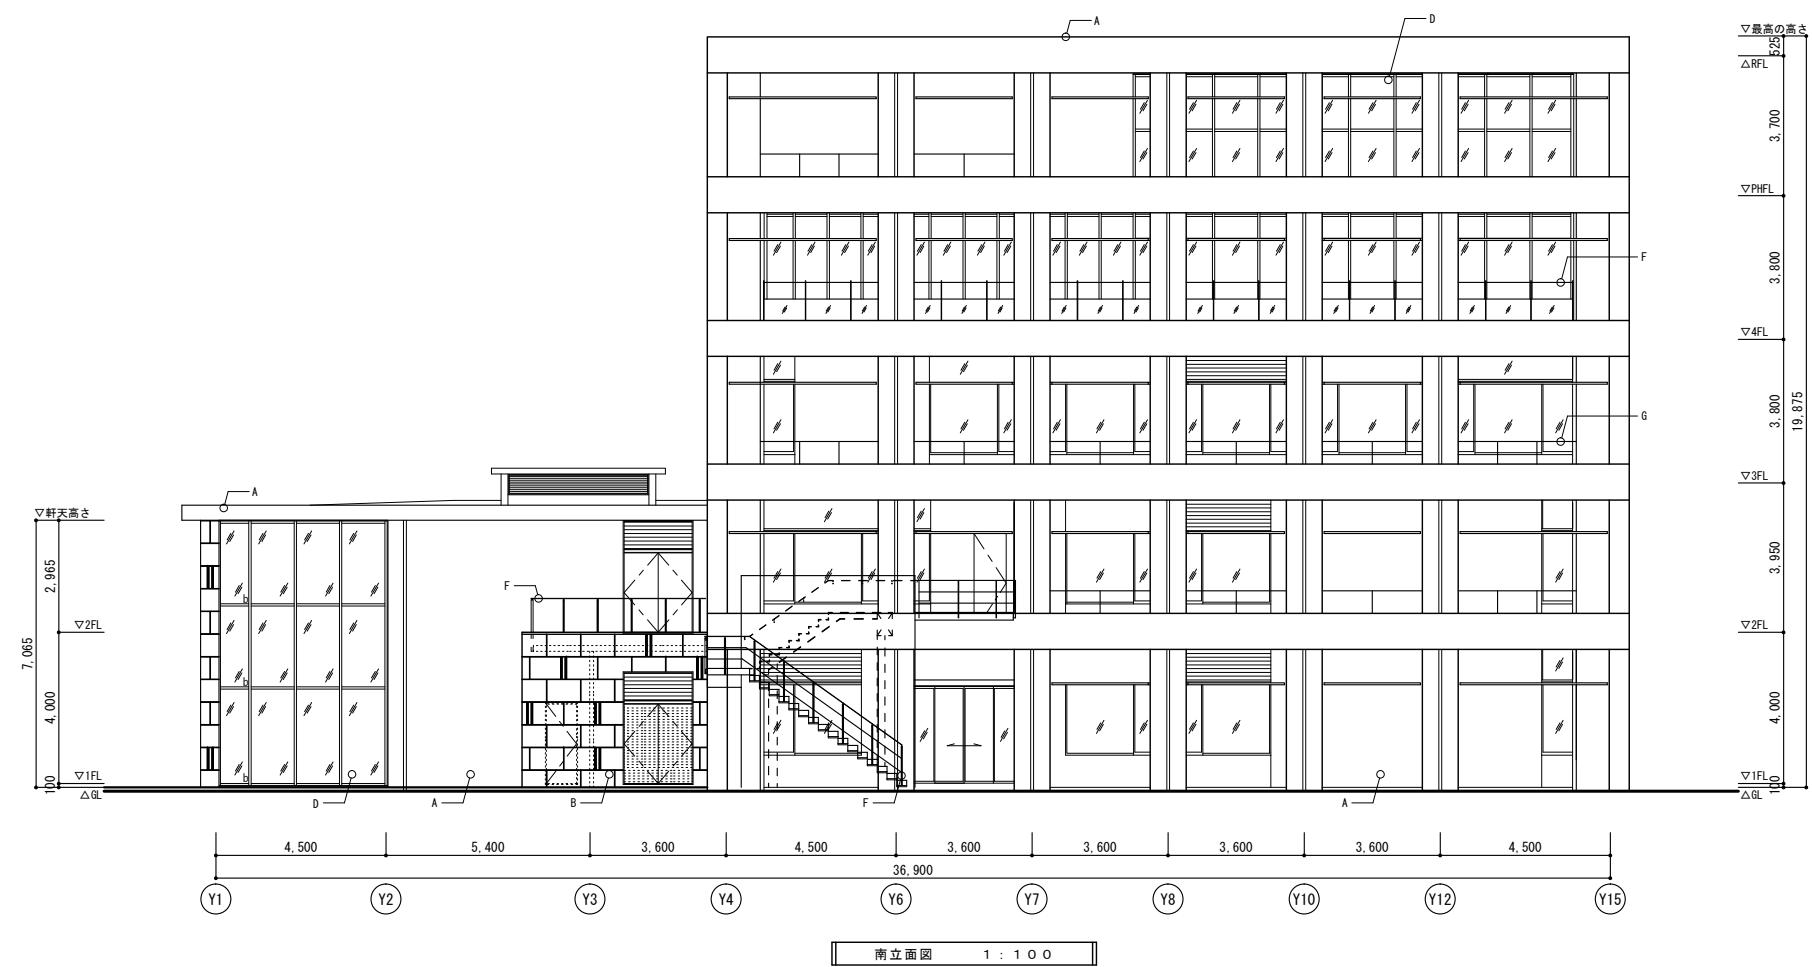 A
D
▽最高の高さ
525
△RFL
3,700
▽PHFL
3,800
F
▽4FL
3,800
19,875
G
▽3FL
3,950
▽2FL
4,000
▽1FL
100
△GL
A
▽軒天高さ
2,965
▽2FL
7,065
4,000
▽1FL
100
△GL
F
b
b
b
D
A
B
F
A
4,500
5,400
3,600
4,500
3,600
3,600
3,600
3,600
4,500
36,900
Y1
Y2
Y3
Y4
Y6
Y7
Y8
Y10
Y12
Y15
南立面図 1:100